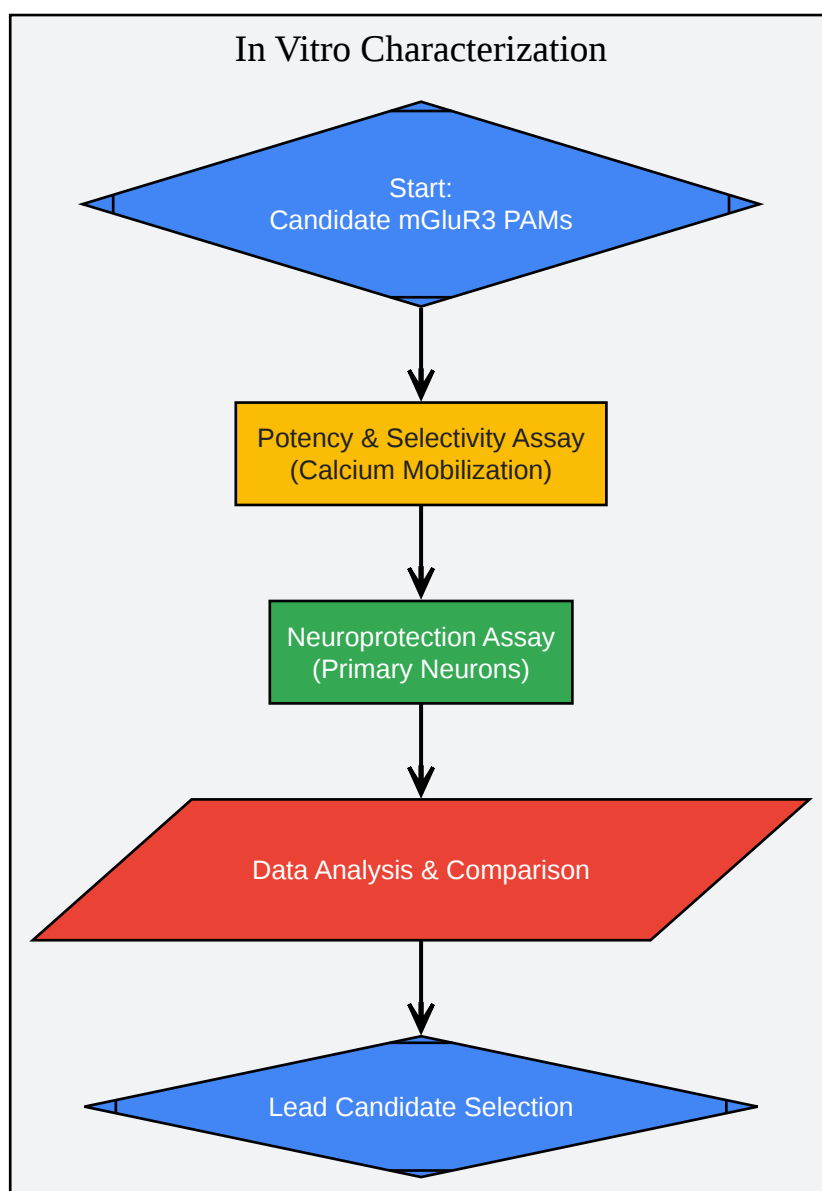 In Vitro Characterization
Start:
Candidate mGluR3 PAMs
Potency & Selectivity Assay
(Calcium Mobilization)
Neuroprotection Assay
(Primary Neurons)
Data Analysis & Comparison
Lead Candidate Selection